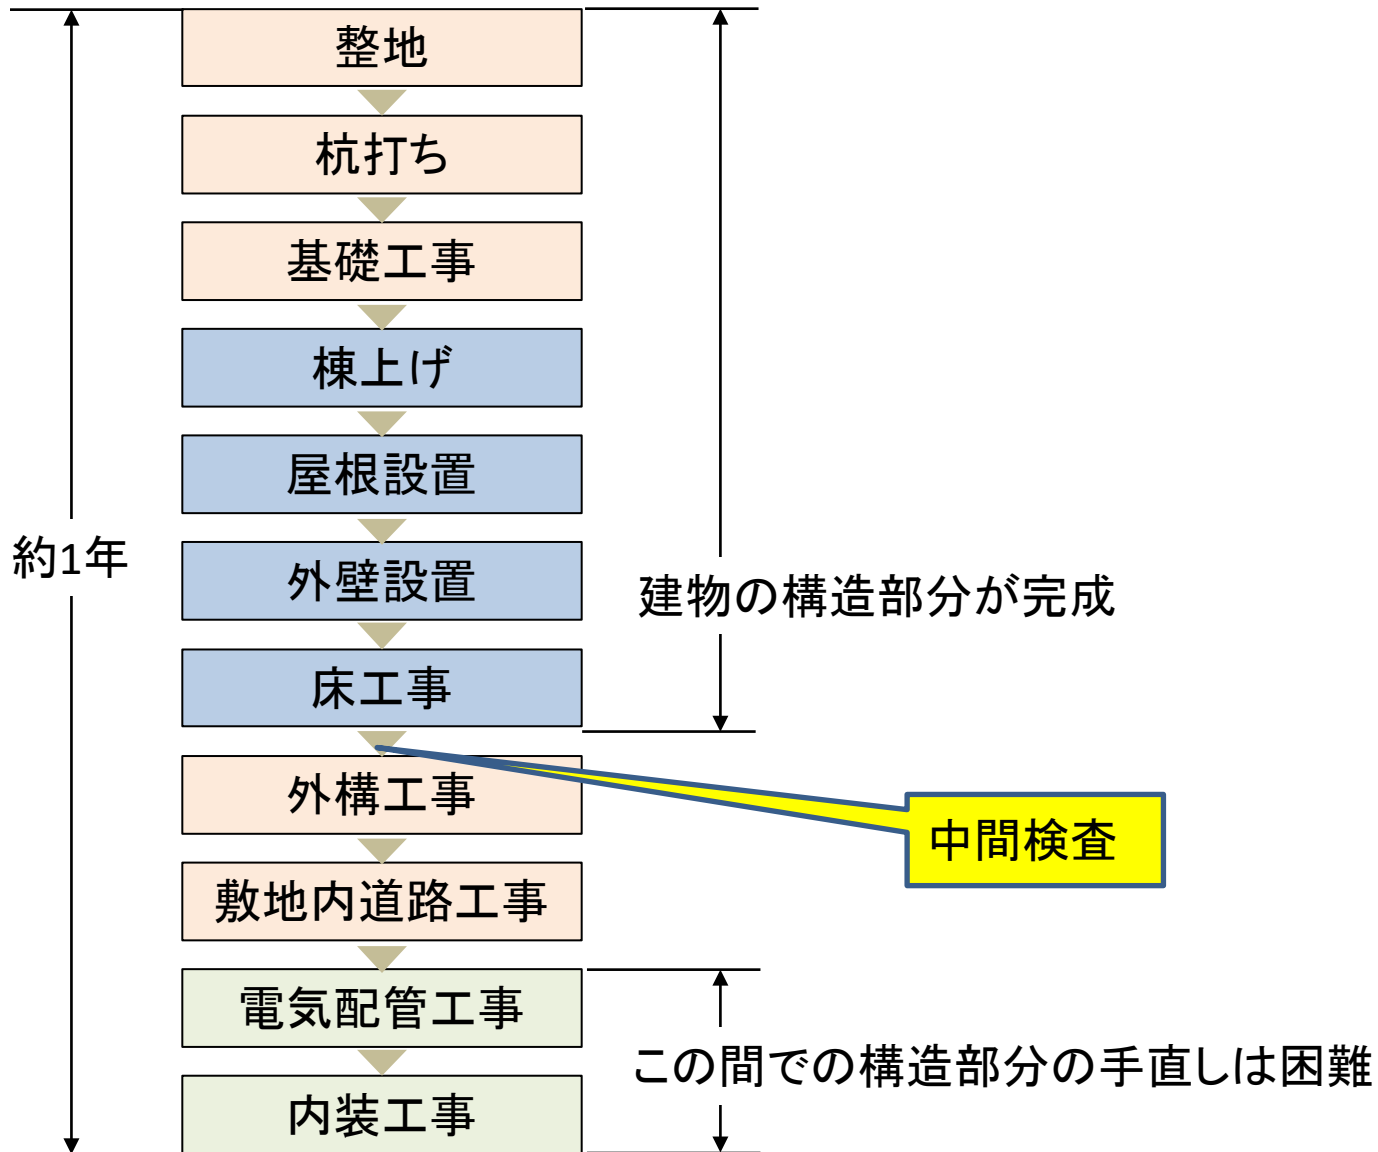 整地
杭打ち
基礎工事
棟上げ
屋根設置
約1年
外壁設置
建物の構造部分が完成
床工事
外構工事
中間検査
敷地内道路工事
電気配管工事
この間での構造部分の手直しは困難
内装工事